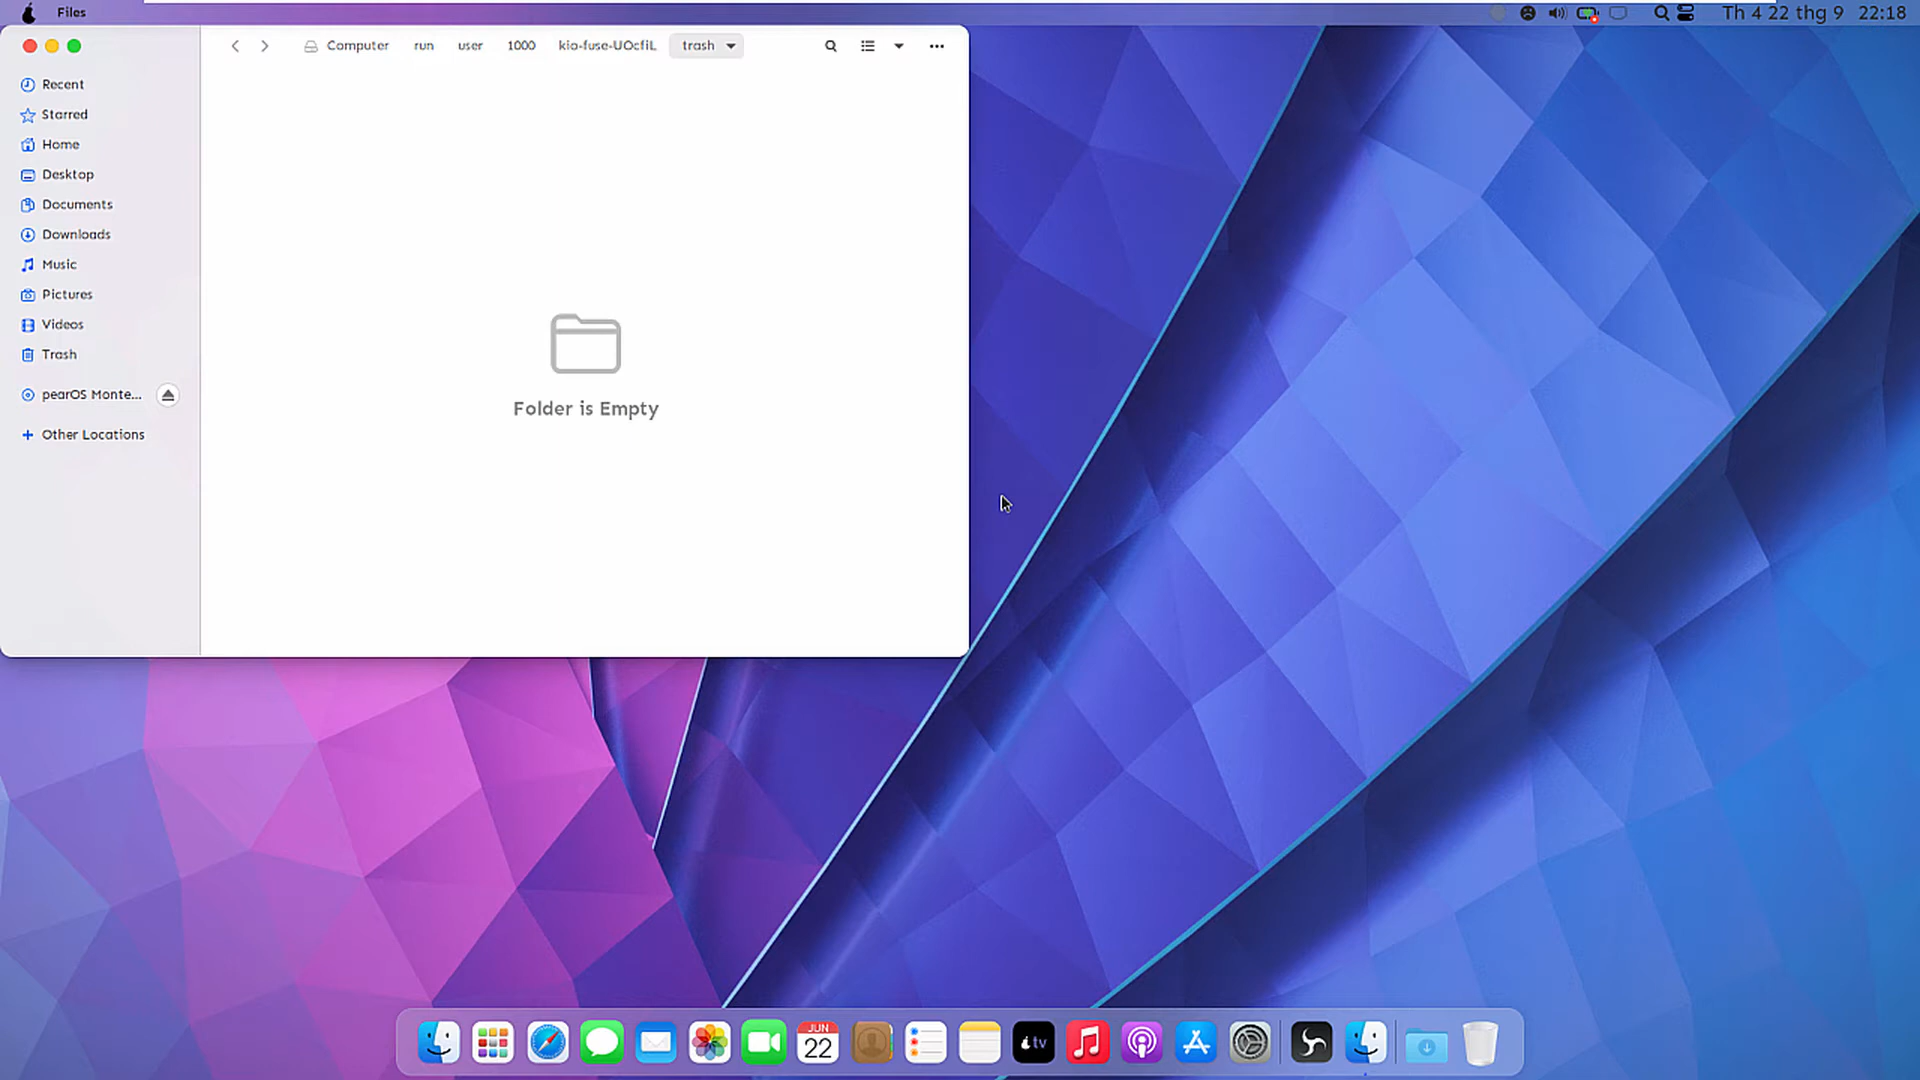 Files
Th 4 22 thg 9 22:18
Computer run user 1000 kio-fuse-UOcfiL trash
Recent
Starred
Home
Desktop
Documents
Downloads
Music
Pictures
Videos
Trash
pearOS Monte...
Other Locations
Folder is Empty
JUN
22
tv